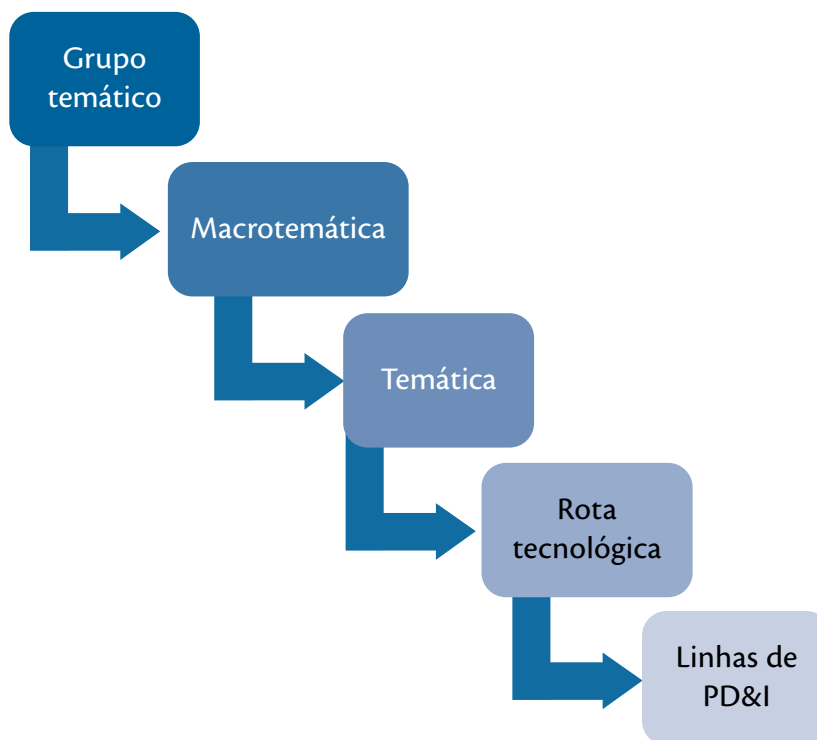 Grupo
temático
Macrotemática
Temática
Rota
tecnológica
Linhas de
PD&I